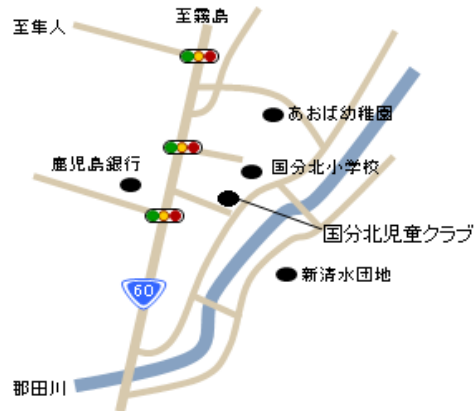 至霧島
至隼人
あおば幼稚園
鹿児島銀行
国分北小学校
国分北児童クラブ
新清水団地
60
郡田川